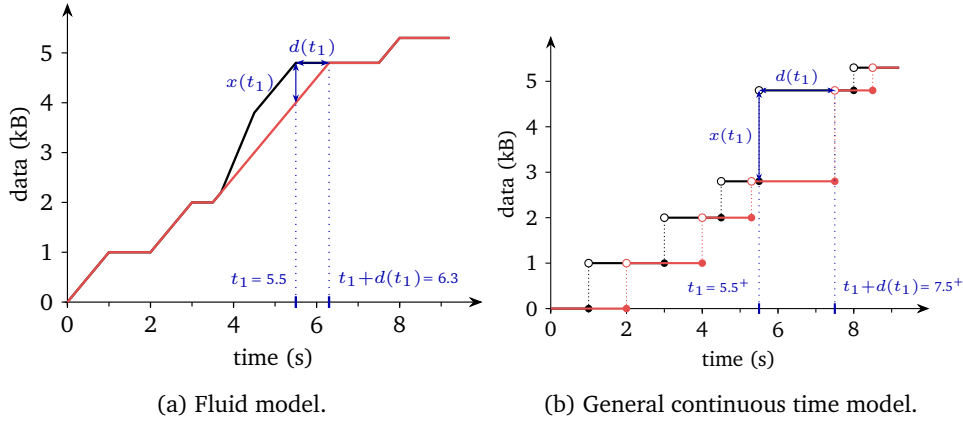 d(t₁)
5
x(t₁)
4
data (kB)
3
2
1
t₁ = 5.5
t₁+d(t₁) = 6.3
0
0
2
4
6
8
time (s)
(a) Fluid model.
5
d(t₁)
4
x(t₁)
data (kB)
3
2
1
t₁ = 5.5⁺
t₁+d(t₁) = 7.5⁺
0
0
2
4
6
8
time (s)
(b) General continuous time model.